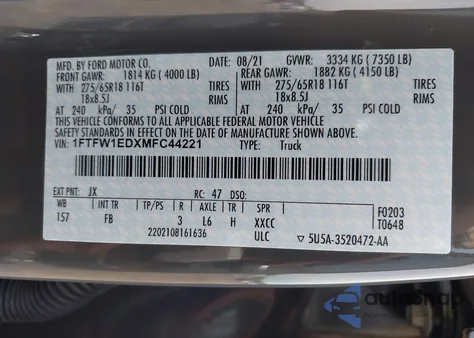 MFD. BY FORD MOTOR CO. 08/21 GVWR: 3334 KG (7350 LB)
FRONT GAWR: 1814 KG (4000 LB) REAR GAWR: 1882 KG (4150 LB)
WITH 275/65R18 116T TIRES WITH 275/65R18 116T TIRES
18x8.5J RIMS 18x8.5J RIMS
AT 240 kPa/ 35 PSI COLD AT 240 kPa/ 35 PSI COLD
THIS VEHICLE CONFORMS TO ALL APPLICABLE FEDERAL MOTOR VEHICLE SAFETY AND THEFT PREVENTION STANDARDS IN EFFECT ON THE DATE OF MANUFACTURE SHOWN ABOVE.
VIN: 1FTFW1EDXMFC44221 TYPE: Truck
EXT PNT: JX RC: 47 DSO:
WB TP/PS R AXLE TR SPR
157 FB 3 L6 H XXCC
F0203
T0648
2202108161636 ULC ▽5U5A-3520472-AA
autosnap